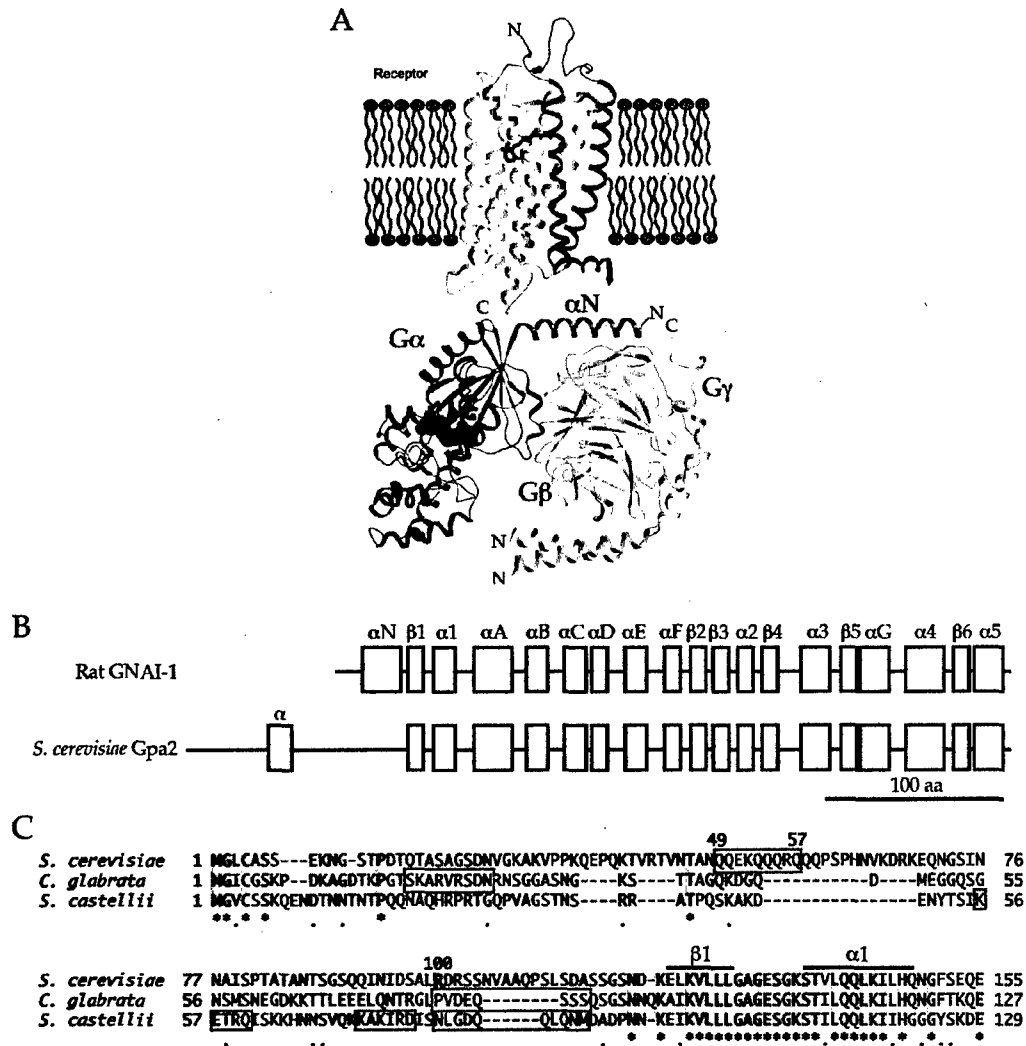 A
N
Receptor
C
αN
N
C
Gα
Gγ
Gβ
N
N
B
αN β1 α1 αA αB αC αD αE αF β2 β3 α2 β4 α3 β5 αG α4 β6 α5
Rat GNAI-1
α
S. cerevisiae Gpa2
100 aa
C
49 57
S. cerevisiae 1 MGLCASS---EKNG-STPDTQTASAGSDNVGKAKVPPKQEPQKTVRTVNTANQQEKQQQRQQQPSPHNVKDRKEQNGSIN 76
C. glabrata 1 MGICGSKP--DKAGDTKPGTSKARVRSDNRNSGGASNG----KS---TTAGQKDGQ------------D----MEGGQSG 55
S. castellii 1 MGVCSSKQENDTNNTNTPQQNAQHRPRTGQPVAGSTNS----RR---ATPQSKAKD-----------------ENYTSIK 56
** * * * *
β1 α1
100
S. cerevisiae 77 NAISPTATANTSGSQQINIDSALRDRSSNVAAQPSLSDASSGSND-KELKVLLLGAGESGKSTVLQQLKILHQNGFSEQE 155
C. glabrata 56 NSMSNEGDKKTTLEEELQNTRGLPVDEQ---------SSSQSGSNNQKAIKVLLLGAGESGKSTILQQLKILHQNGFTKQE 127
S. castellii 57 ETRQISKKHNNSVQNKAKIRDISNLGDQ-------QLQNMDADPNN-KEIKVLLLGAGESGKSTILQQLKIIHGGGYSKDE 129